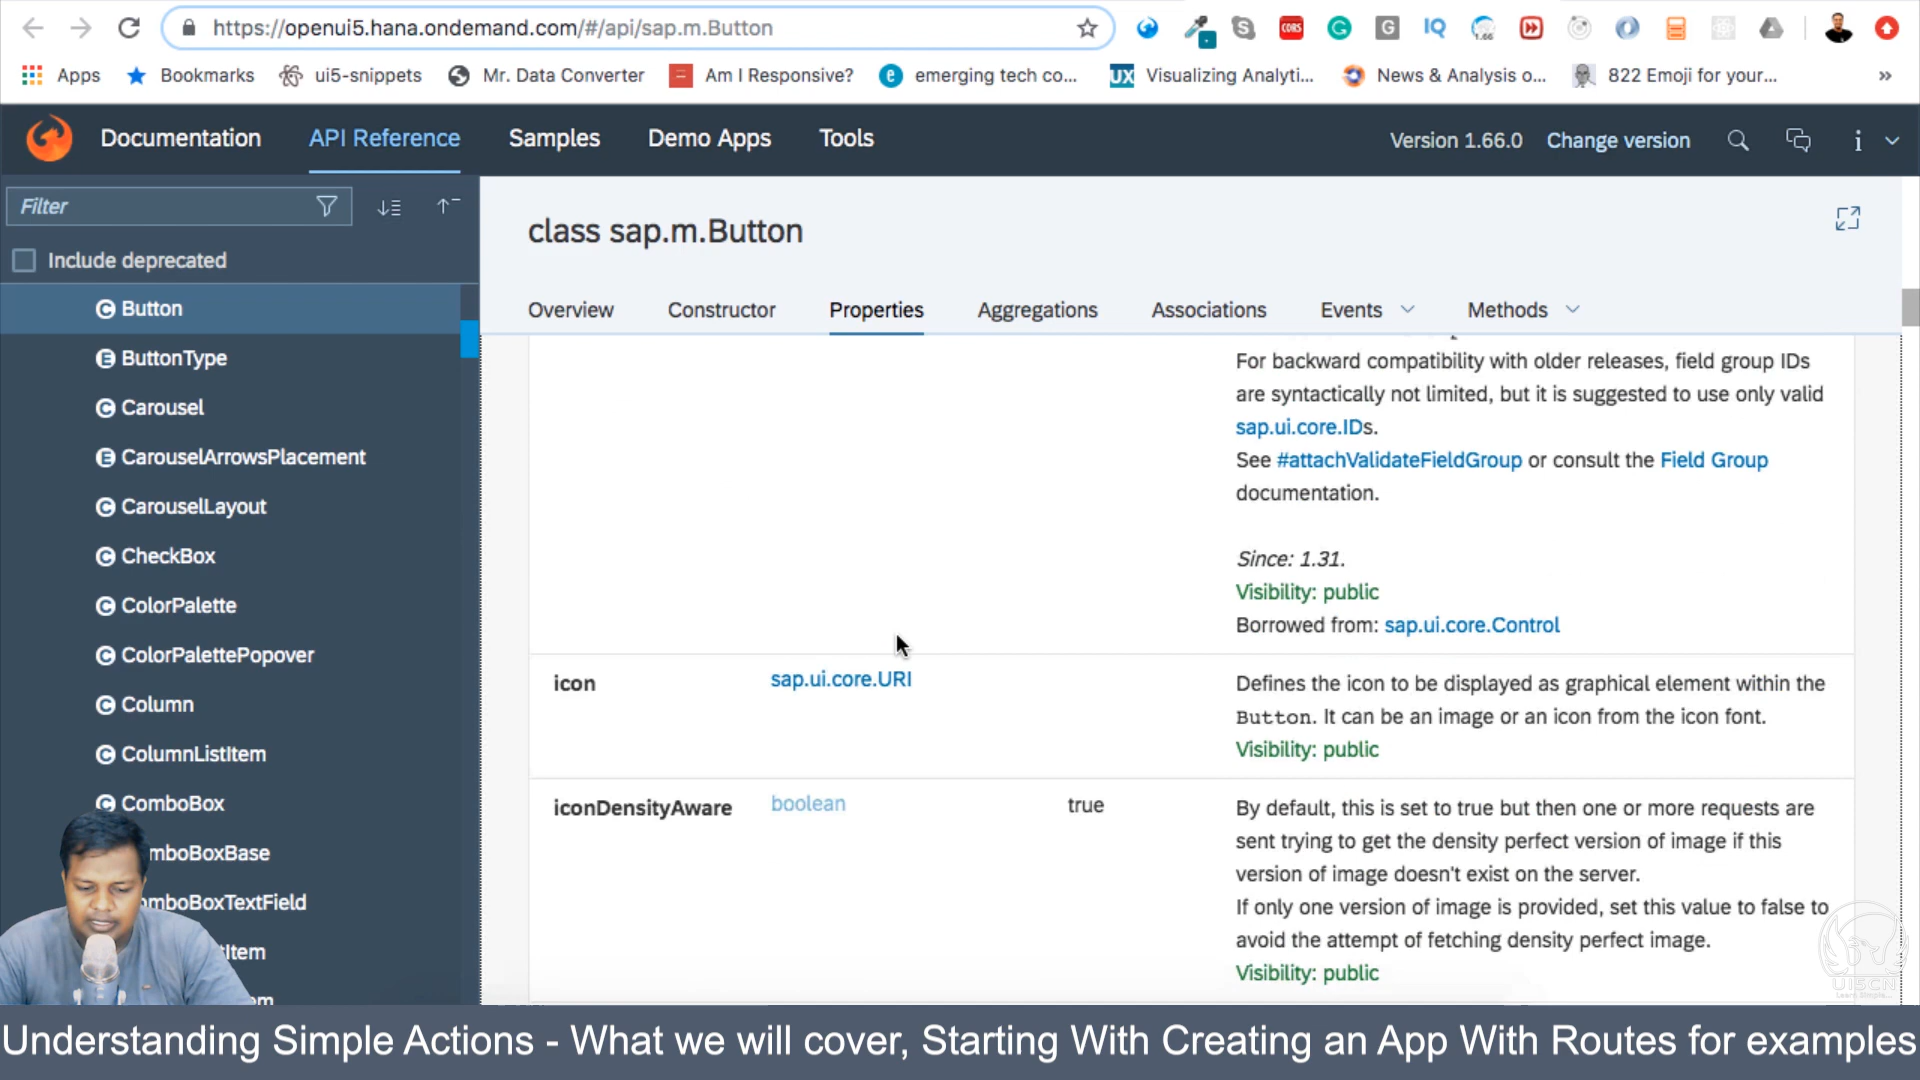 https://openui5.hana.ondemand.com/#/api/sap.m.Button
Apps
Bookmarks
ui5-snippets
Mr. Data Converter
Am I Responsive?
emerging tech co...
UX
Visualizing Analyti...
News & Analysis o...
822 Emoji for your...
»
CORS
IQ
1.66
Documentation
API Reference
Samples
Demo Apps
Tools
Version 1.66.0
Change version
Filter
Include deprecated
Button
ButtonType
Carousel
CarouselArrowsPlacement
CarouselLayout
CheckBox
ColorPalette
ColorPalettePopover
Column
ColumnListItem
ComboBox
mboBoxBase
mboBoxTextField
tItem
em
class sap.m.Button
Overview
Constructor
Properties
Aggregations
Associations
Events
Methods
For backward compatibility with older releases, field group IDs
are syntactically not limited, but it is suggested to use only valid
sap.ui.core.IDs.
See #attachValidateFieldGroup or consult the Field Group
documentation.
Since: 1.31.
Visibility: public
Borrowed from: sap.ui.core.Control
icon
sap.ui.core.URI
Defines the icon to be displayed as graphical element within the
Button. It can be an image or an icon from the icon font.
Visibility: public
iconDensityAware
boolean
true
By default, this is set to true but then one or more requests are
sent trying to get the density perfect version of image if this
version of image doesn't exist on the server.
If only one version of image is provided, set this value to false to
avoid the attempt of fetching density perfect image.
Visibility: public
UI5CN
Learn Simple...
Understanding Simple Actions - What we will cover, Starting With Creating an App With Routes for examples